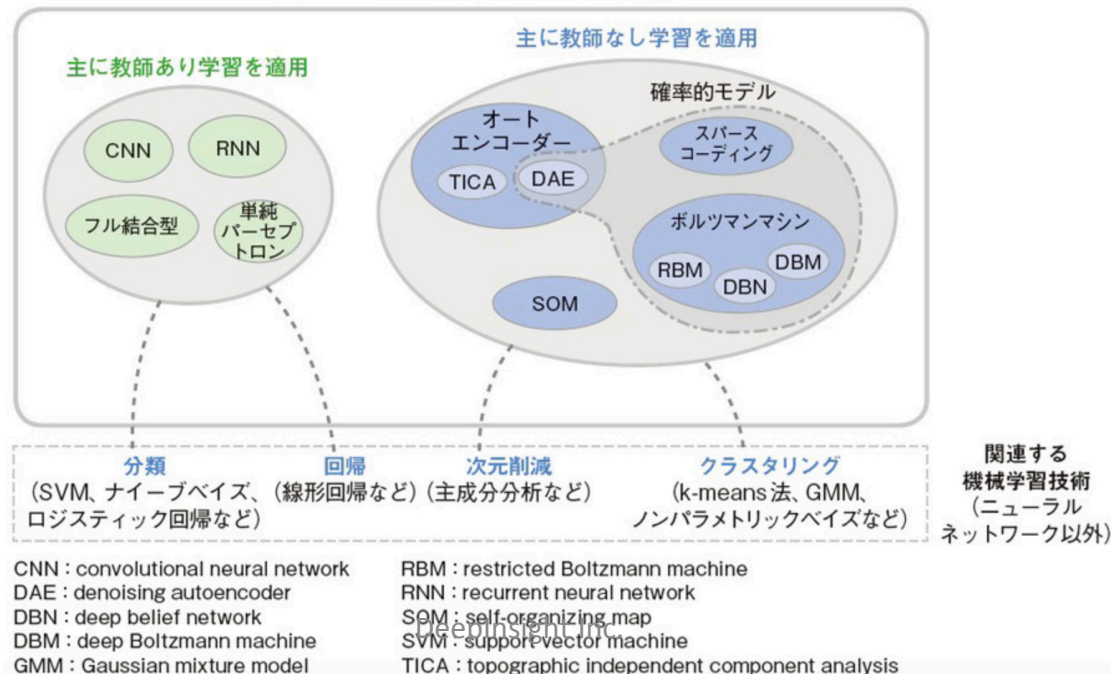 主に教師あり学習を適用
CNN
RNN
フル結合型
単純
パーセプ
トロン
主に教師なし学習を適用
確率的モデル
オート
エンコーダー
TICA
DAE
スパース
コーディング
ボルツマンマシン
RBM
DBN
DBM
SOM
分類
(SVM、ナイーブベイズ、
ロジスティック回帰など)
回帰
(線形回帰など)
次元削減
(主成分分析など)
クラスタリング
(k-means法、GMM、
ノンパラメトリックベイズなど)
関連する
機械学習技術
(ニューラル
ネットワーク以外)
CNN：convolutional neural network
DAE：denoising autoencoder
DBN：deep belief network
DBM：deep Boltzmann machine
GMM：Gaussian mixture model
RBM：restricted Boltzmann machine
RNN：recurrent neural network
SOM：self-organizing map
SVM：support vector machine
TICA：topographic independent component analysis
DeepInsight Inc.